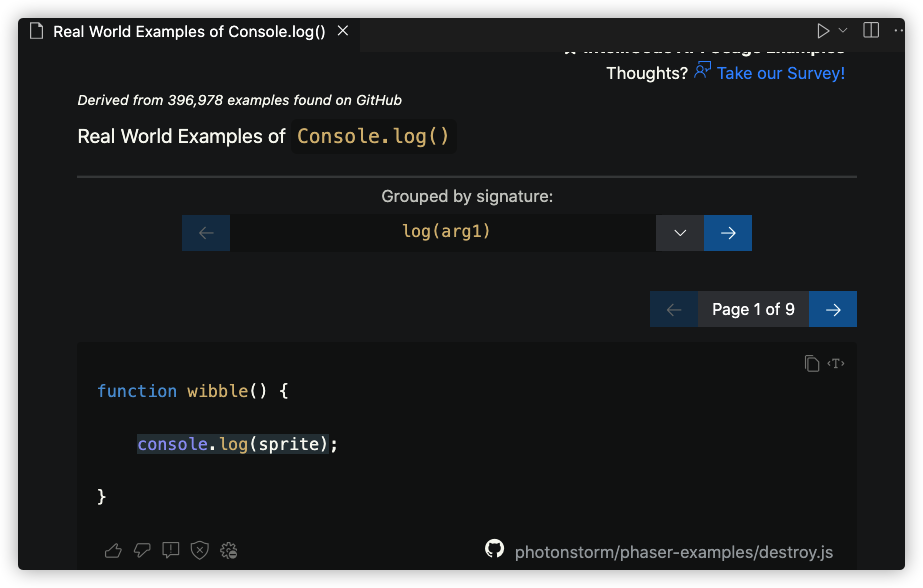 Real World Examples of Console.log()
Thoughts? Take our Survey!
Derived from 396,978 examples found on GitHub
Real World Examples of Console.log()
Grouped by signature:
log(arg1)
Page 1 of 9
function wibble() {
console.log(sprite);
}
photonstorm/phaser-examples/destroy.js